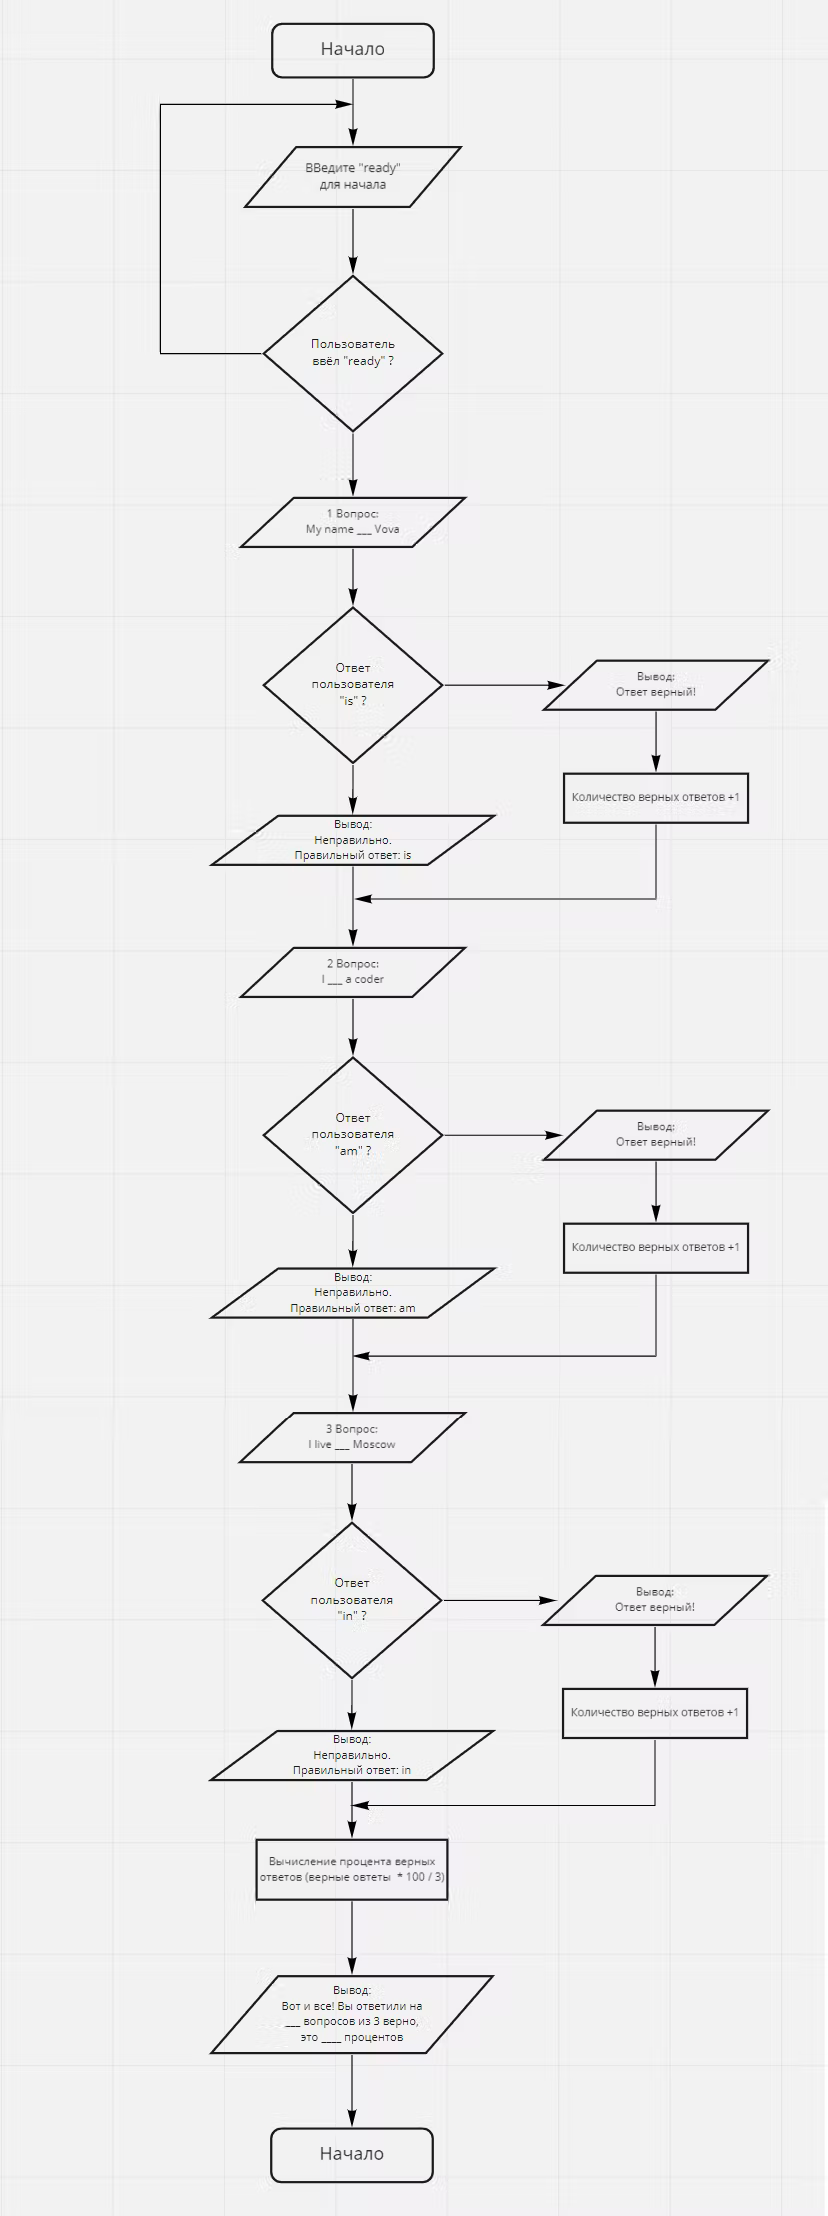 Начало
ВВедите "ready"
для начала
Пользователь
ввёл "ready" ?
1 Вопрос:
My name ___ Vova
Ответ
пользователя
"is" ?
Вывод:
Ответ верный!
Количество верных ответов +1
Вывод:
Неправильно.
Правильный ответ: is
2 Вопрос:
I ___ a coder
Ответ
пользователя
"am" ?
Вывод:
Ответ верный!
Количество верных ответов +1
Вывод:
Неправильно.
Правильный ответ: am
3 Вопрос:
I live ___ Moscow
Ответ
пользователя
"in" ?
Вывод:
Ответ верный!
Количество верных ответов +1
Вывод:
Неправильно.
Правильный ответ: in
Вычисление процента верных
ответов (верные овтеты * 100 / 3)
Вывод:
Вот и все! Вы ответили на
___ вопросов из 3 верно,
это ____ процентов
Начало